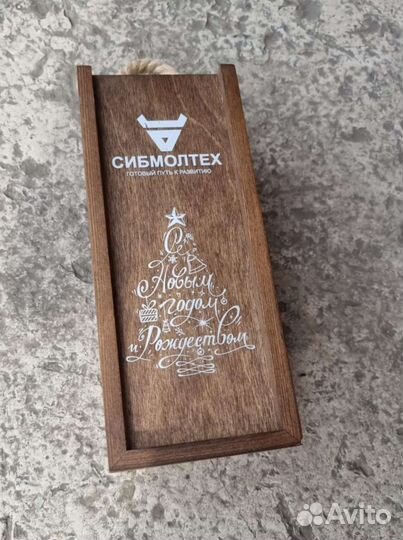 СИБМОЛТЕХ
ГОТОВЫЙ ПУТЬ К РАЗВИТИЮ
С
Новым
годом
и Рождеством
Avito